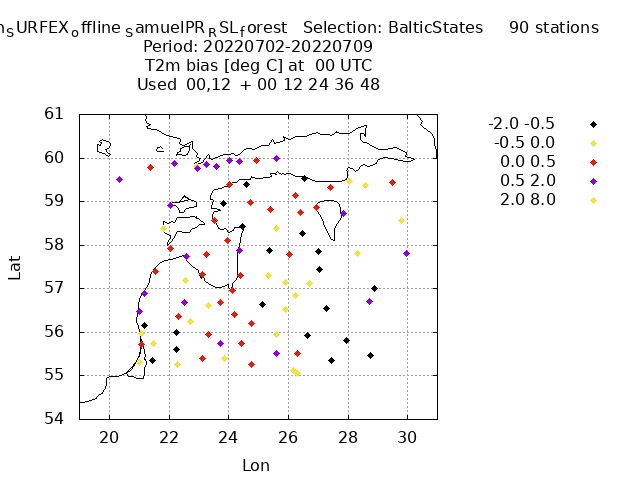 nSURFEXoffline SamuelPRRSLforest Selection: BalticStates 90 stations
Period: 20220702-20220709
T2m bias [deg C] at 00 UTC
Used 00,12 + 00 12 24 36 48
-2.0 -0.5
-0.5 0.0
0.0 0.5
0.5 2.0
2.0 8.0
61
60
59
58
57
56
55
54
Lat
20 22 24 26 28 30
Lon